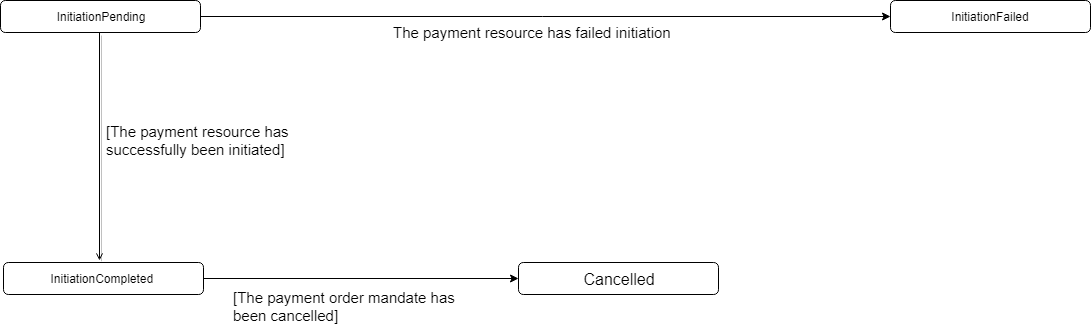 InitiationPending
InitiationFailed
The payment resource has failed initiation
[The payment resource has
successfully been initiated]
InitiationCompleted
Cancelled
[The payment order mandate has
been cancelled]